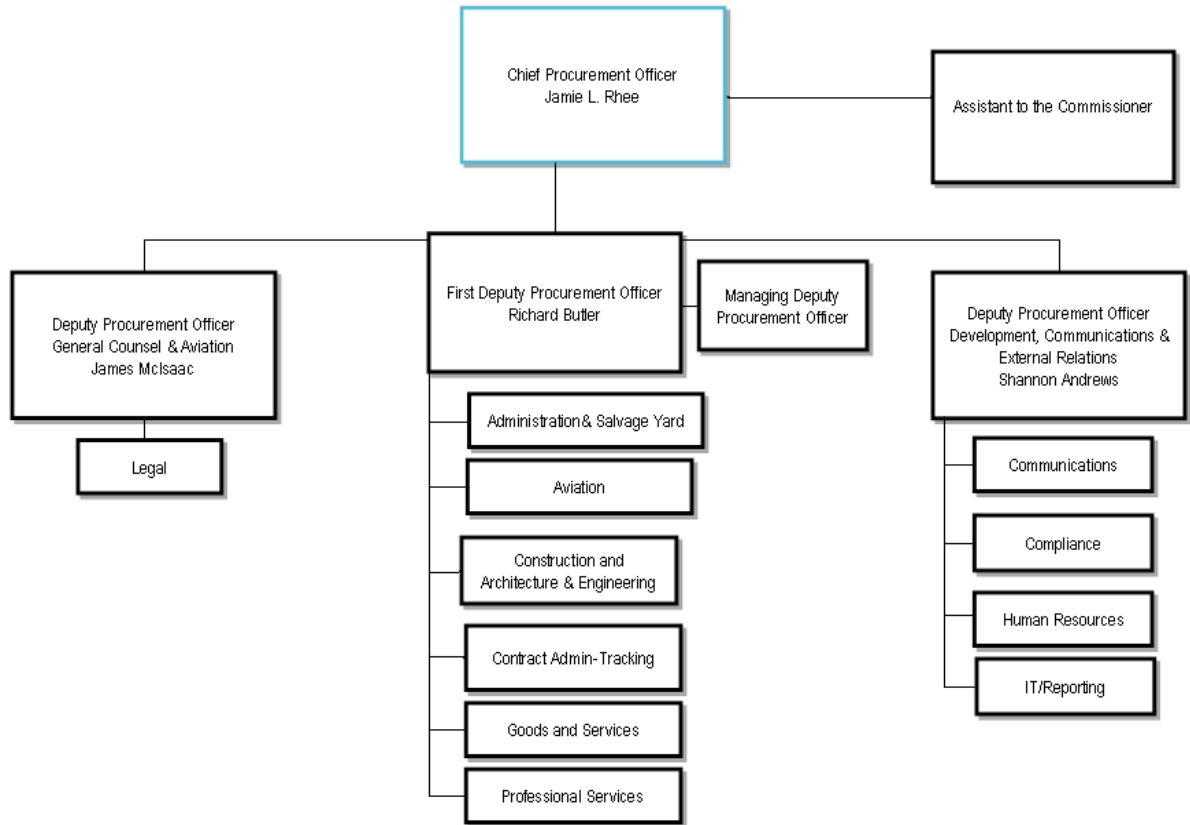 Chief Procurement Officer
Jamie L. Rhee
Assistant to the Commissioner
Deputy Procurement Officer
General Counsel & Aviation
James McIsaac
Legal
First Deputy Procurement Officer
Richard Butler
Managing Deputy
Procurement Officer
Administration& Salvage Yard
Aviation
Construction and
Architecture & Engineering
Contract Admin-Tracking
Goods and Services
Professional Services
Deputy Procurement Officer
Development, Communications &
External Relations
Shannon Andrews
Communications
Compliance
Human Resources
IT/Reporting